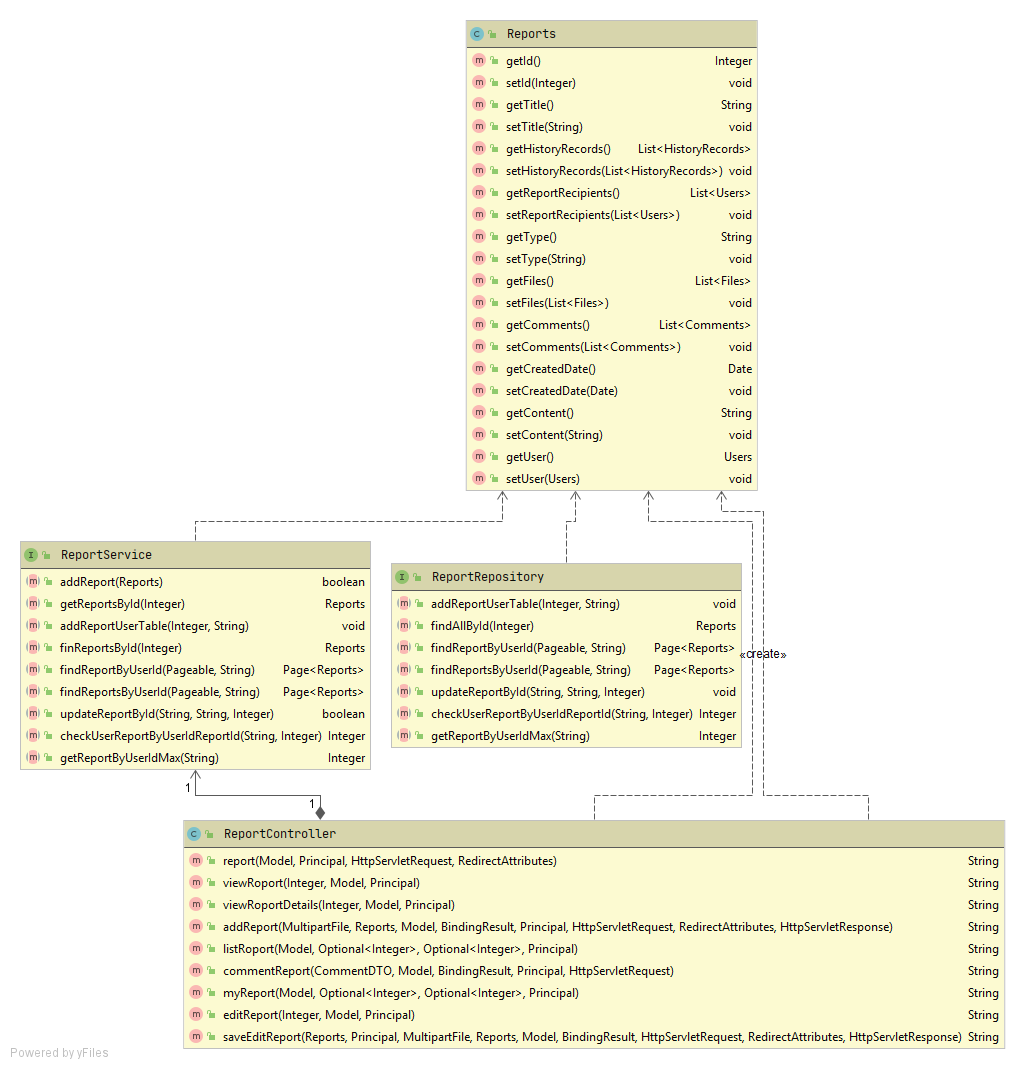 C Reports
m getId() Integer
m setId(Integer) void
m getTitle() String
m setTitle(String) void
m getHistoryRecords() List<HistoryRecords>
m setHistoryRecords(List<HistoryRecords>) void
m getReportRecipients() List<Users>
m setReportRecipients(List<Users>) void
m getType() String
m setType(String) void
m getFiles() List<Files>
m setFiles(List<Files>) void
m getComments() List<Comments>
m setComments(List<Comments>) void
m getCreatedDate() Date
m setCreatedDate(Date) void
m getContent() String
m setContent(String) void
m getUser() Users
m setUser(Users) void
I ReportService
m addReport(Reports) boolean
m getReportsById(Integer) Reports
m addReportUserTable(Integer, String) void
m finReportsById(Integer) Reports
m findReportByUserId(Pageable, String) Page<Reports>
m findReportsByUserId(Pageable, String) Page<Reports>
m updateReportById(String, String, Integer) boolean
m checkUserReportByUserIdReportId(String, Integer) Integer
m getReportByUserIdMax(String) Integer
I ReportRepository
m addReportUserTable(Integer, String) void
m findAllById(Integer) Reports
m findReportByUserId(Pageable, String) Page<Reports>
m findReportsByUserId(Pageable, String) Page<Reports>
m updateReportById(String, String, Integer) void
m checkUserReportByUserIdReportId(String, Integer) Integer
m getReportByUserIdMax(String) Integer
«create»
1
1
C ReportController
m report(Model, Principal, HttpServletRequest, RedirectAttributes) String
m viewRoport(Integer, Model, Principal) String
m viewRoportDetails(Integer, Model, Principal) String
m addReport(MultipartFile, Reports, Model, BindingResult, Principal, HttpServletRequest, RedirectAttributes, HttpServletResponse) String
m listRoport(Model, Optional<Integer>, Optional<Integer>, Principal) String
m commentReport(CommentDTO, Model, BindingResult, Principal, HttpServletRequest) String
m myReport(Model, Optional<Integer>, Optional<Integer>, Principal) String
m editReport(Integer, Model, Principal) String
m saveEditReport(Reports, Principal, MultipartFile, Reports, Model, BindingResult, HttpServletRequest, RedirectAttributes, HttpServletResponse) String
Powered by yFiles